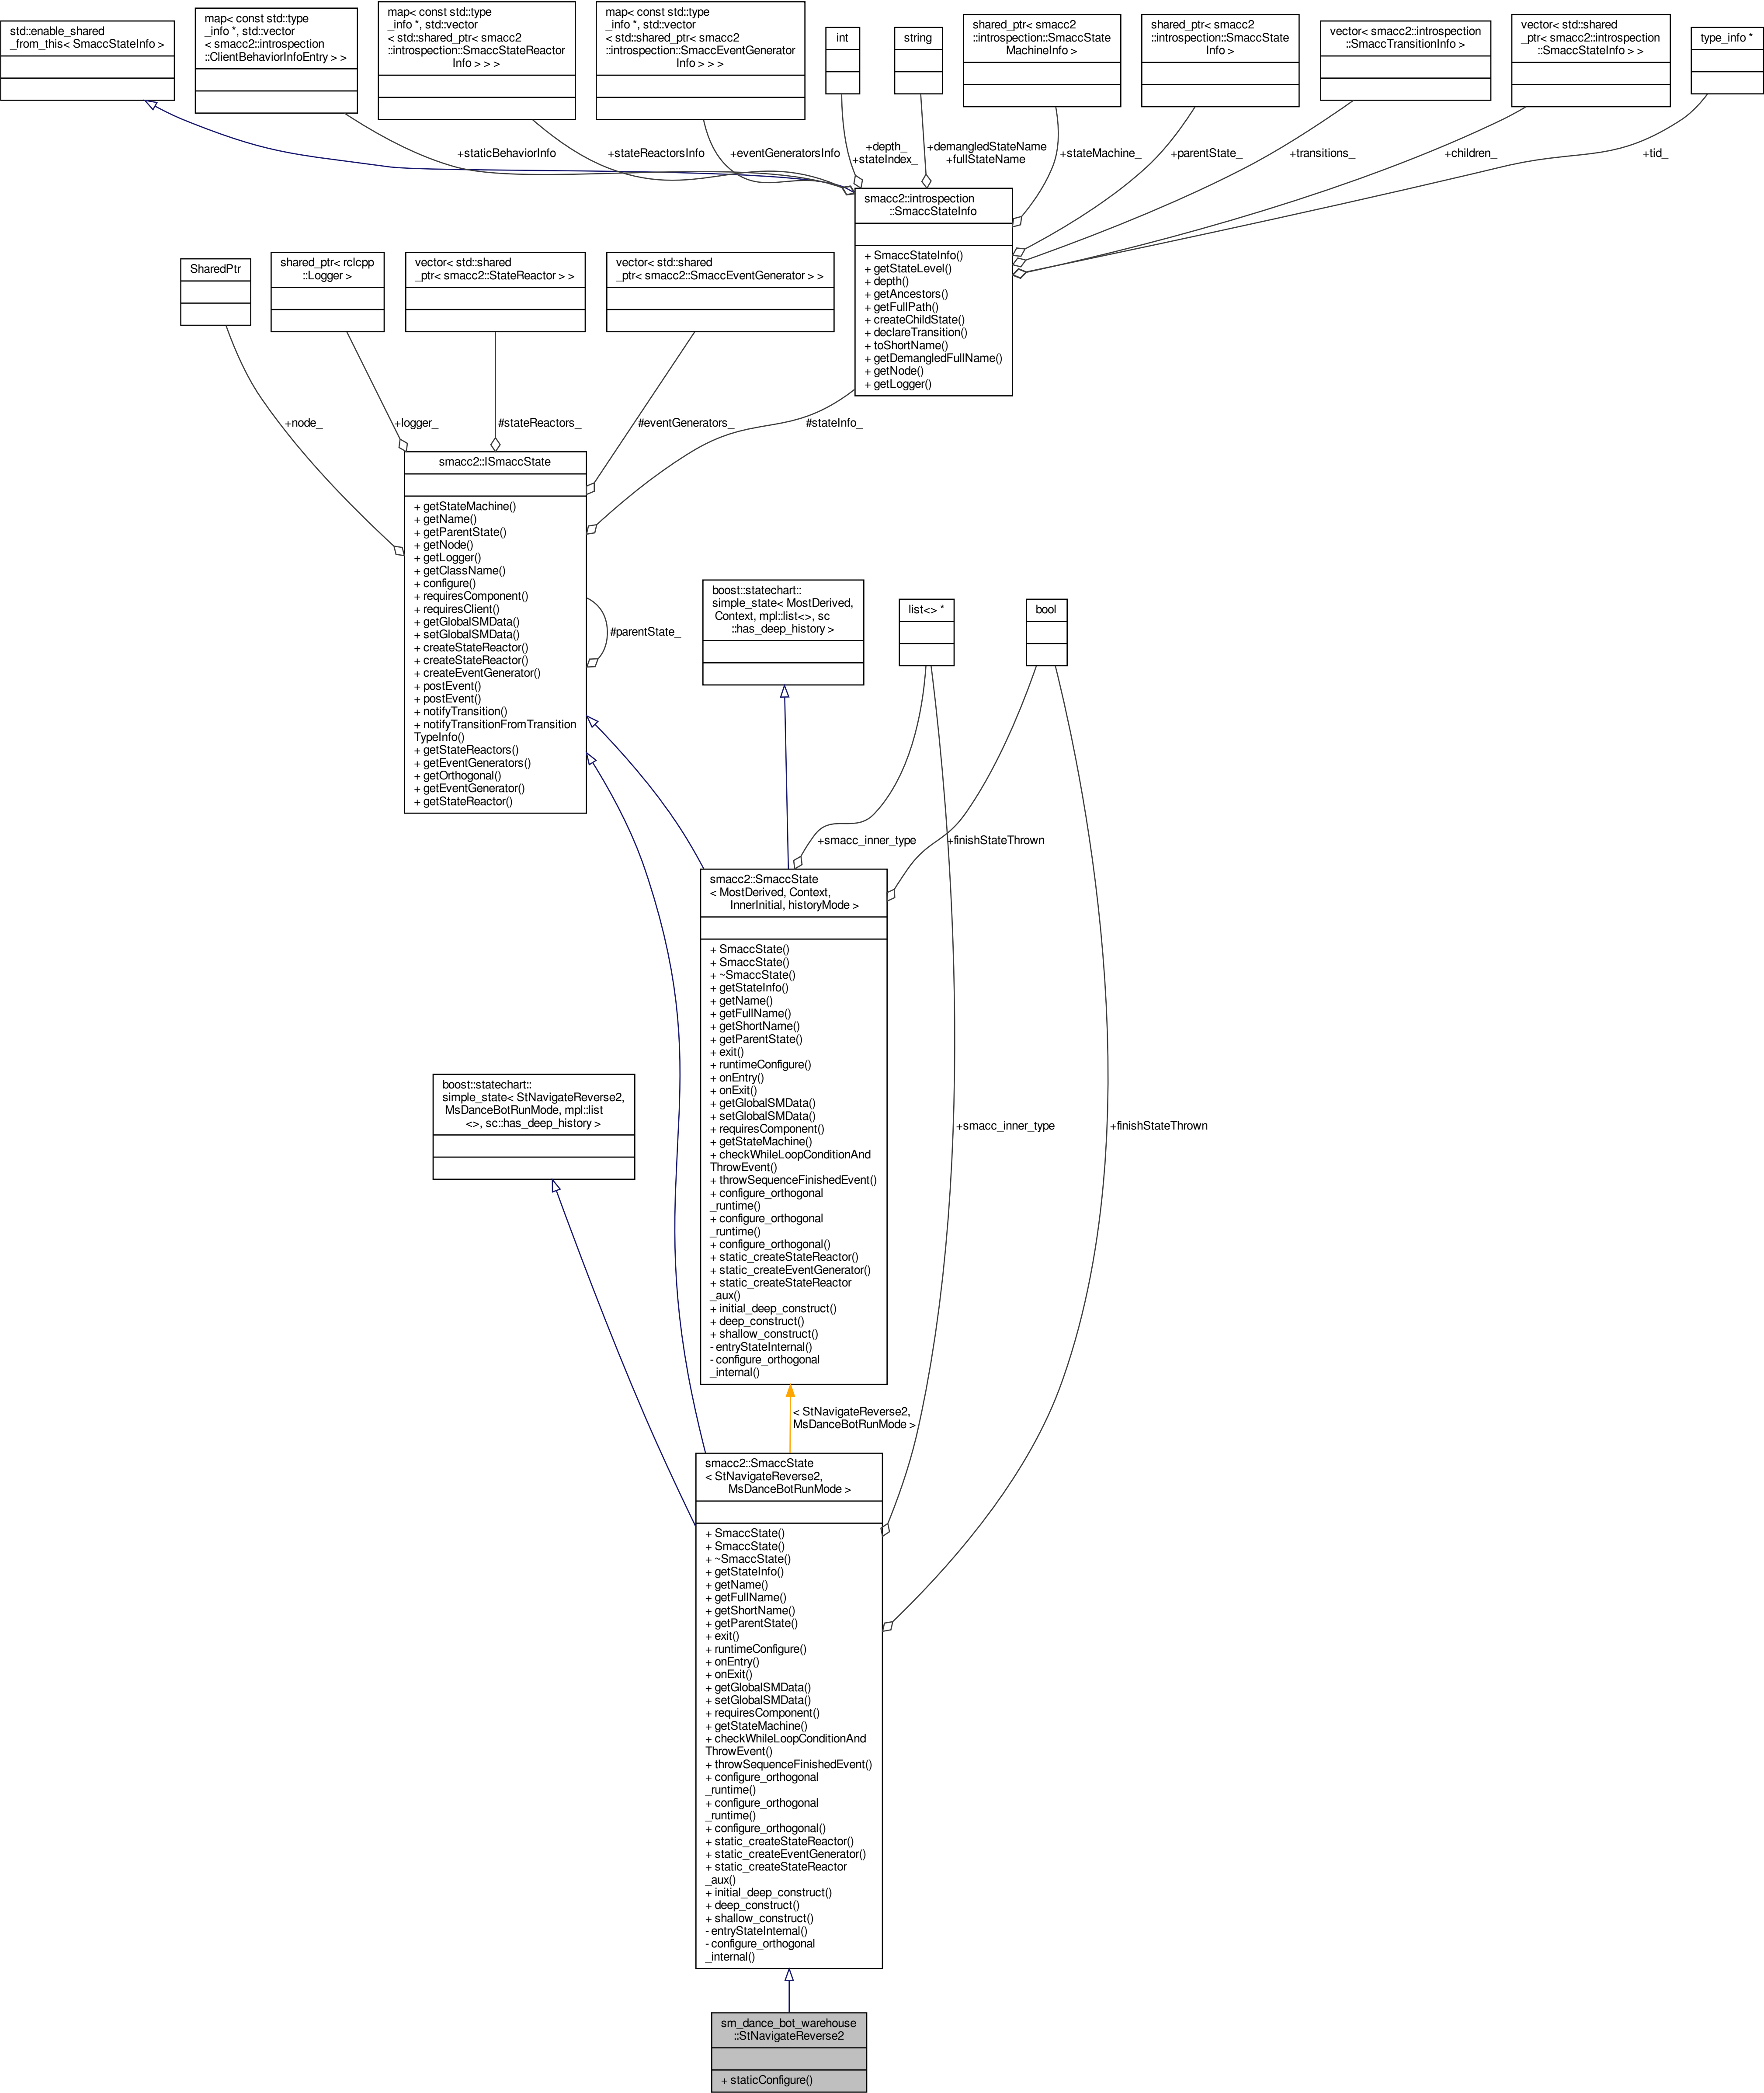 std::enable_shared
_from_this< SmaccStateInfo >
map< const std::type
_info *, std::vector
< smacc2::introspection
::ClientBehaviorInfoEntry > >
map< const std::type
_info *, std::vector
< std::shared_ptr< smacc2
::introspection::SmaccStateReactor
Info > > >
map< const std::type
_info *, std::vector
< std::shared_ptr< smacc2
::introspection::SmaccEventGenerator
Info > > >
int
string
shared_ptr< smacc2
::introspection::SmaccState
MachineInfo >
shared_ptr< smacc2
::introspection::SmaccState
Info >
vector< smacc2::introspection
::SmaccTransitionInfo >
vector< std::shared
_ptr< smacc2::introspection
::SmaccStateInfo > >
type_info *
+staticBehaviorInfo
+stateReactorsInfo
+eventGeneratorsInfo
+depth_
+stateIndex_
+demangledStateName
+fullStateName
+stateMachine_
+parentState_
+transitions_
+children_
+tid_
smacc2::introspection
::SmaccStateInfo
+ SmaccStateInfo()
+ getStateLevel()
+ depth()
+ getAncestors()
+ getFullPath()
+ createChildState()
+ declareTransition()
+ toShortName()
+ getDemangledFullName()
+ getNode()
+ getLogger()
SharedPtr
shared_ptr< rclcpp
::Logger >
vector< std::shared
_ptr< smacc2::StateReactor > >
vector< std::shared
_ptr< smacc2::SmaccEventGenerator > >
+node_
+logger_
#stateReactors_
#eventGenerators_
#stateInfo_
smacc2::ISmaccState
+ getStateMachine()
+ getName()
+ getParentState()
+ getNode()
+ getLogger()
+ getClassName()
+ configure()
+ requiresComponent()
+ requiresClient()
+ getGlobalSMData()
+ setGlobalSMData()
+ createStateReactor()
+ createStateReactor()
+ createEventGenerator()
+ postEvent()
+ postEvent()
+ notifyTransition()
+ notifyTransitionFromTransition
TypeInfo()
+ getStateReactors()
+ getEventGenerators()
+ getOrthogonal()
+ getEventGenerator()
+ getStateReactor()
#parentState_
boost::statechart::
simple_state< MostDerived,
Context, mpl::list<>, sc
::has_deep_history >
list<> *
bool
+smacc_inner_type
+finishStateThrown
smacc2::SmaccState
< MostDerived, Context,
InnerInitial, historyMode >
+ SmaccState()
+ SmaccState()
+ ~SmaccState()
+ getStateInfo()
+ getName()
+ getFullName()
+ getShortName()
+ getParentState()
+ exit()
+ runtimeConfigure()
+ onEntry()
+ onExit()
+ getGlobalSMData()
+ setGlobalSMData()
+ requiresComponent()
+ getStateMachine()
+ checkWhileLoopConditionAnd
ThrowEvent()
+ throwSequenceFinishedEvent()
+ configure_orthogonal
_runtime()
+ configure_orthogonal
_runtime()
+ configure_orthogonal()
+ static_createStateReactor()
+ static_createEventGenerator()
+ static_createStateReactor
_aux()
+ initial_deep_construct()
+ deep_construct()
+ shallow_construct()
- entryStateInternal()
- configure_orthogonal
_internal()
boost::statechart::
simple_state< StNavigateReverse2,
MsDanceBotRunMode, mpl::list
<>, sc::has_deep_history >
+smacc_inner_type
+finishStateThrown
< StNavigateReverse2,
MsDanceBotRunMode >
smacc2::SmaccState
< StNavigateReverse2,
MsDanceBotRunMode >
+ SmaccState()
+ SmaccState()
+ ~SmaccState()
+ getStateInfo()
+ getName()
+ getFullName()
+ getShortName()
+ getParentState()
+ exit()
+ runtimeConfigure()
+ onEntry()
+ onExit()
+ getGlobalSMData()
+ setGlobalSMData()
+ requiresComponent()
+ getStateMachine()
+ checkWhileLoopConditionAnd
ThrowEvent()
+ throwSequenceFinishedEvent()
+ configure_orthogonal
_runtime()
+ configure_orthogonal
_runtime()
+ configure_orthogonal()
+ static_createStateReactor()
+ static_createEventGenerator()
+ static_createStateReactor
_aux()
+ initial_deep_construct()
+ deep_construct()
+ shallow_construct()
- entryStateInternal()
- configure_orthogonal
_internal()
sm_dance_bot_warehouse
::StNavigateReverse2
+ staticConfigure()